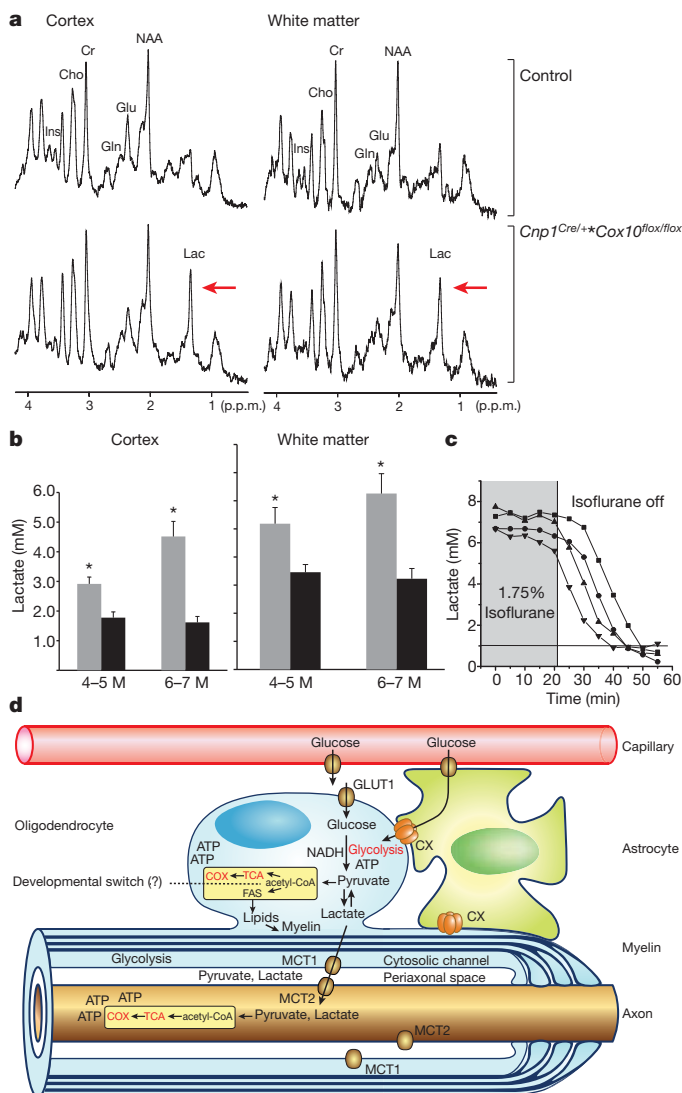 a
Cortex
White matter
Control
NAA
Cr
Cho
Glu
Ins
Gln
NAA
Cr
Cho
Glu
Ins
Gln
Cnp1Cre/+*Cox10flox/flox
Lac
Lac
4 3 2 1 (p.p.m.)
4 3 2 1 (p.p.m.)
b
Cortex
White matter
Lactate (mM)
6.0
5.0
4.0
3.0
2.0
1.0
*
*
*
*
4–5 M
6–7 M
4–5 M
6–7 M
c
Isoflurane off
1.75%
Isoflurane
Lactate (mM)
8
6
4
2
0
0 10 20 30 40 50 60
Time (min)
d
Glucose
Glucose
Capillary
GLUT1
Oligodendrocyte
Glucose
Astrocyte
NADH
Glycolysis
CX
ATP
ATP
ATP
Developmental switch (?)
COX
TCA
acetyl-CoA
FAS
Pyruvate
Lipids
Myelin
Lactate
CX
Myelin
Glycolysis
MCT1
Cytosolic channel
Pyruvate, Lactate
Periaxonal space
MCT2
ATP
ATP
ATP
COX
TCA
acetyl-CoA
Pyruvate, Lactate
Axon
MCT2
MCT1